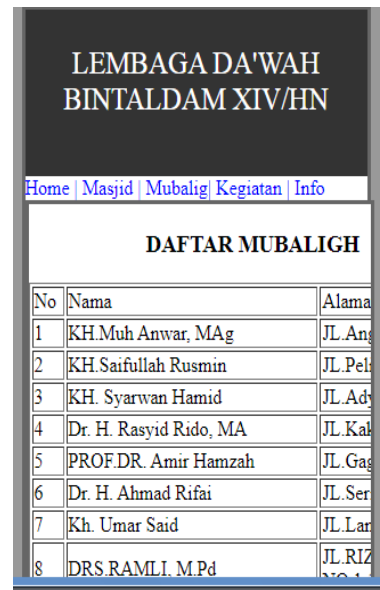 LEMBAGA DA'WAH
BINTALDAM XIV/HN
Home | Masjid | Mubalig| Kegiatan | Info
DAFTAR MUBALIGH
No Nama
1 KH.Muh Anwar, MAg
2 KH.Saifullah Rusmin
3 KH. Syarwan Hamid
4 Dr. H. Rasyid Rido, MA
5 PROF.DR. Amir Hamzah
6 Dr. H. Ahmad Rifai
7 Kh. Umar Said
8 DRS.RAMLI, M.Pd